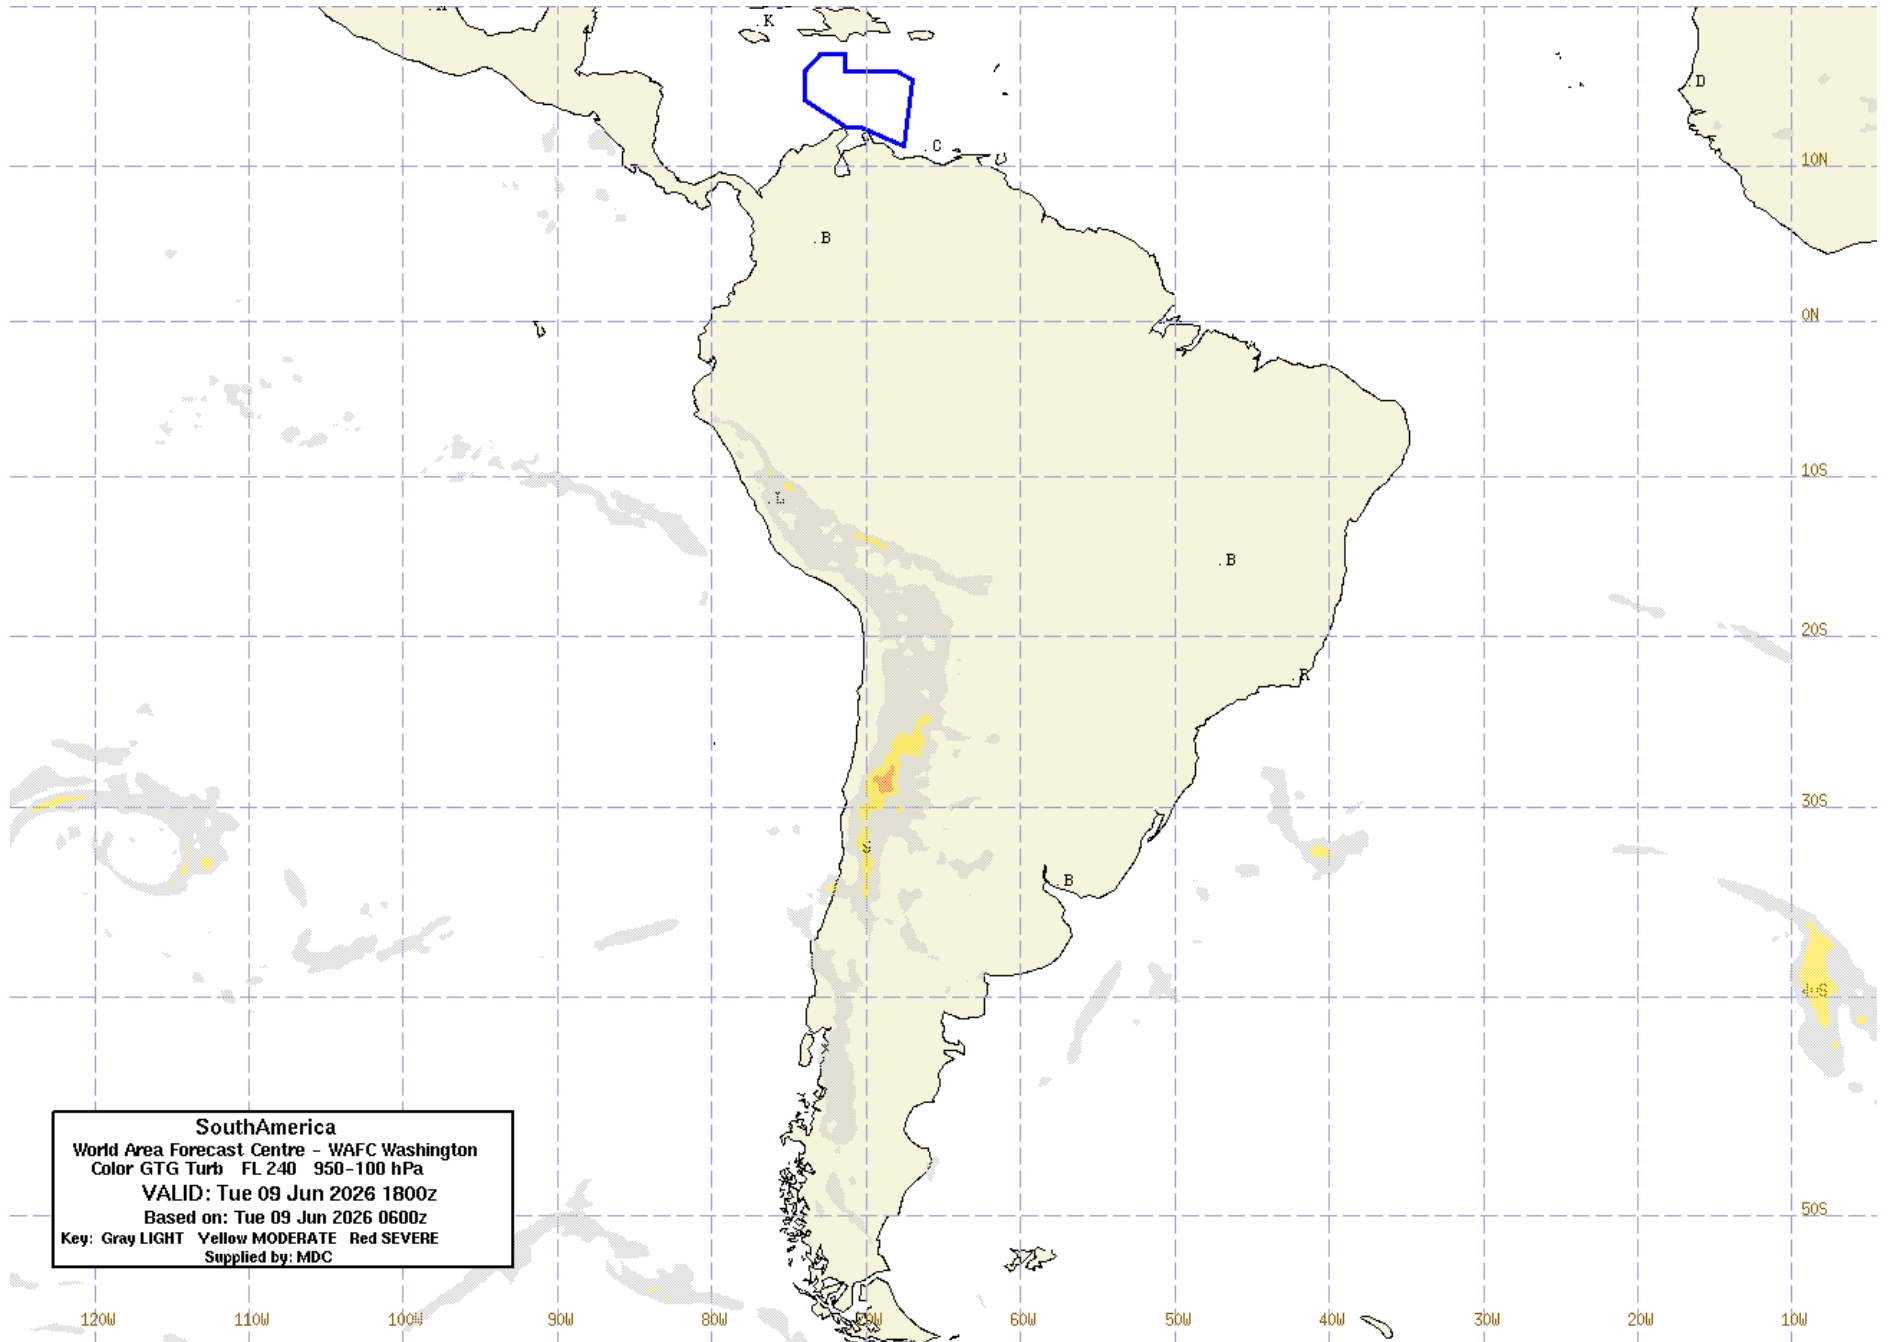 K
D
C
10N
B
0N
10S
L
B
20S
R
30S
S
B
40S
SouthAmerica
World Area Forecast Centre - WAFC Washington
Color GTG Turb FL 240 950-100 hPa
VALID: Tue 09 Jun 2026 1800z
Based on: Tue 09 Jun 2026 0600z
Key: Gray LIGHT Yellow MODERATE Red SEVERE
Supplied by: MDC
50S
120W 110W 100W 90W 80W 70W 60W 50W 40W 30W 20W 10W